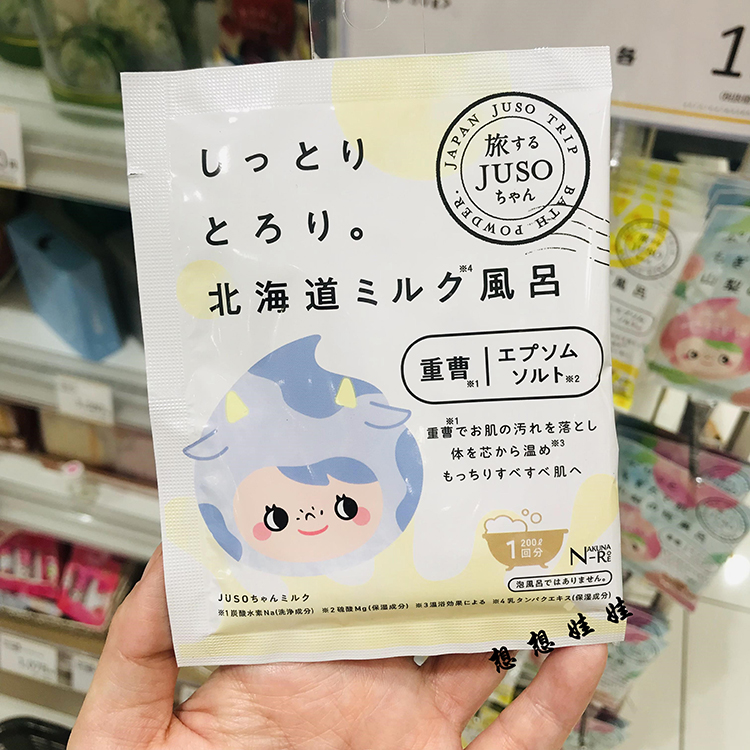 JAPAN JUSO TRIP
BATH POWDER.
旅する
JUSO
ちゃん
しっとり
とろり。
北海道ミルク※4風呂
重曹※1 エプソム
ソルト※2
重曹※1でお肌の汚れを落とし
体を芯から温め※3
もっちりすべすべ肌へ
1 200ℓ
回分
NAKUNA-ROE
泡風呂ではありません。
JUSOちゃんミルク
※1炭酸水素Na(洗浄成分) ※2硫酸Mg(保湿成分) ※3温浴効果による ※4乳タンパクエキス(保湿成分)
想想娃娃
各
1
風呂
山梨